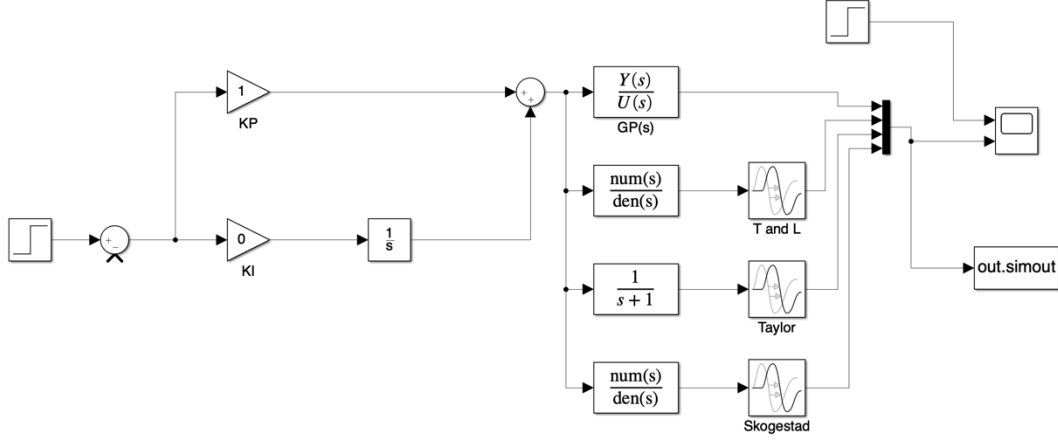 1
KP
+
+
Y(s)
U(s)
GP(s)
num(s)
den(s)
T and L
+
−
0
KI
1
s
out.simout
1
s + 1
Taylor
num(s)
den(s)
Skogestad